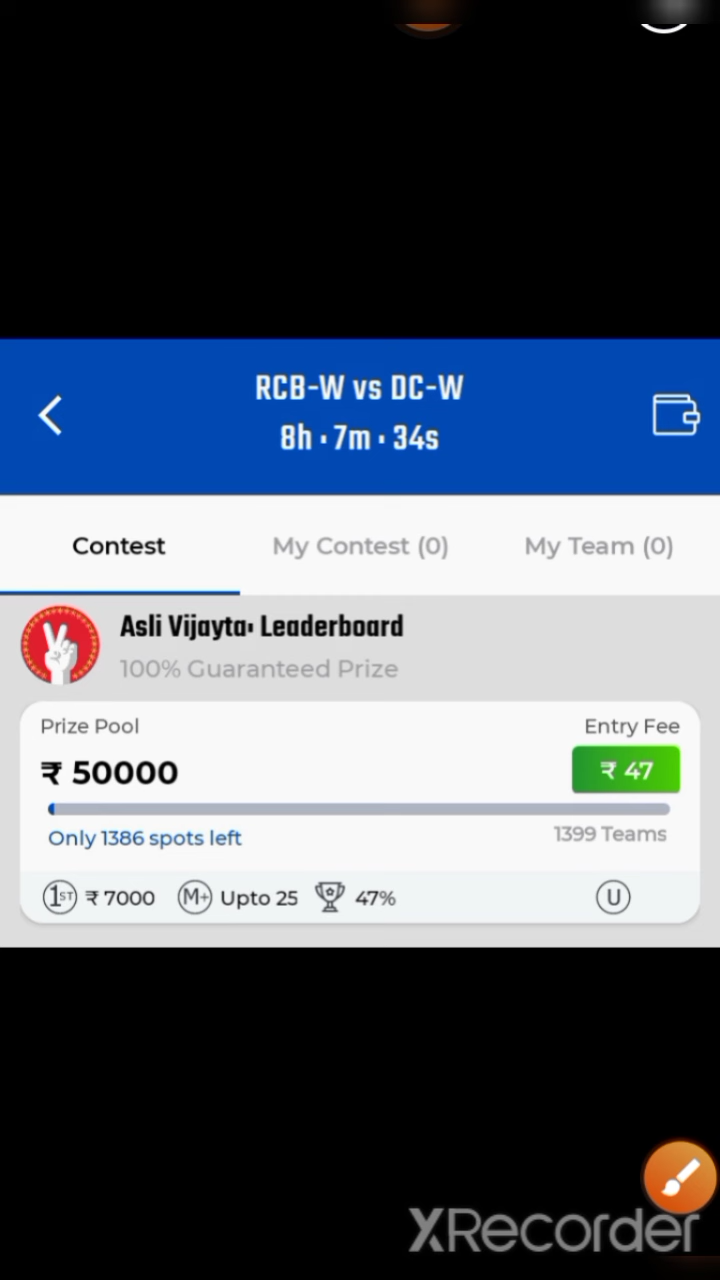 RCB-W vs DC-W
8h · 7m · 34s
Contest
My Contest (0)
My Team (0)
Asli Vijayta: Leaderboard
100% Guaranteed Prize
Prize Pool
Entry Fee
₹ 50000
₹ 47
Only 1386 spots left
1399 Teams
1ST ₹ 7000 M+ Upto 25 47% U
XRecorder